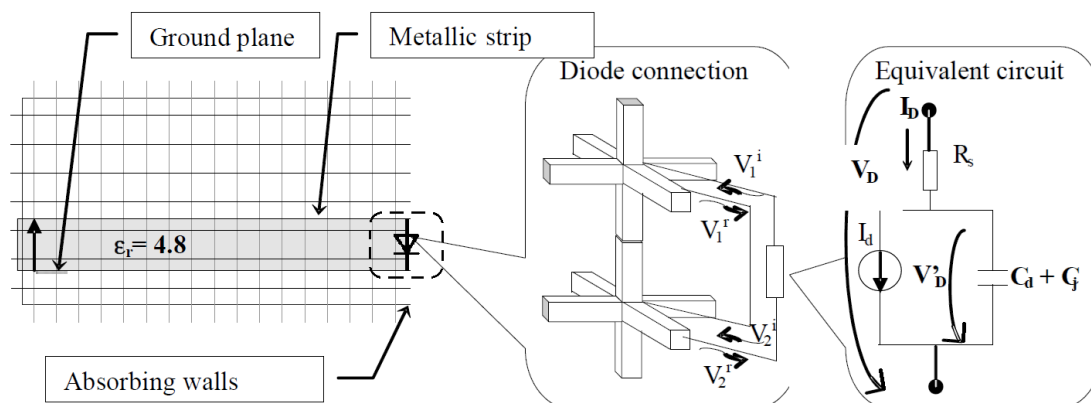 Ground plane
Metallic strip
εr= 4.8
Absorbing walls
Diode connection
V1i
V1r
V2i
V2r
Equivalent circuit
ID
VD
Rs
Id
V'D
Cd + Cj